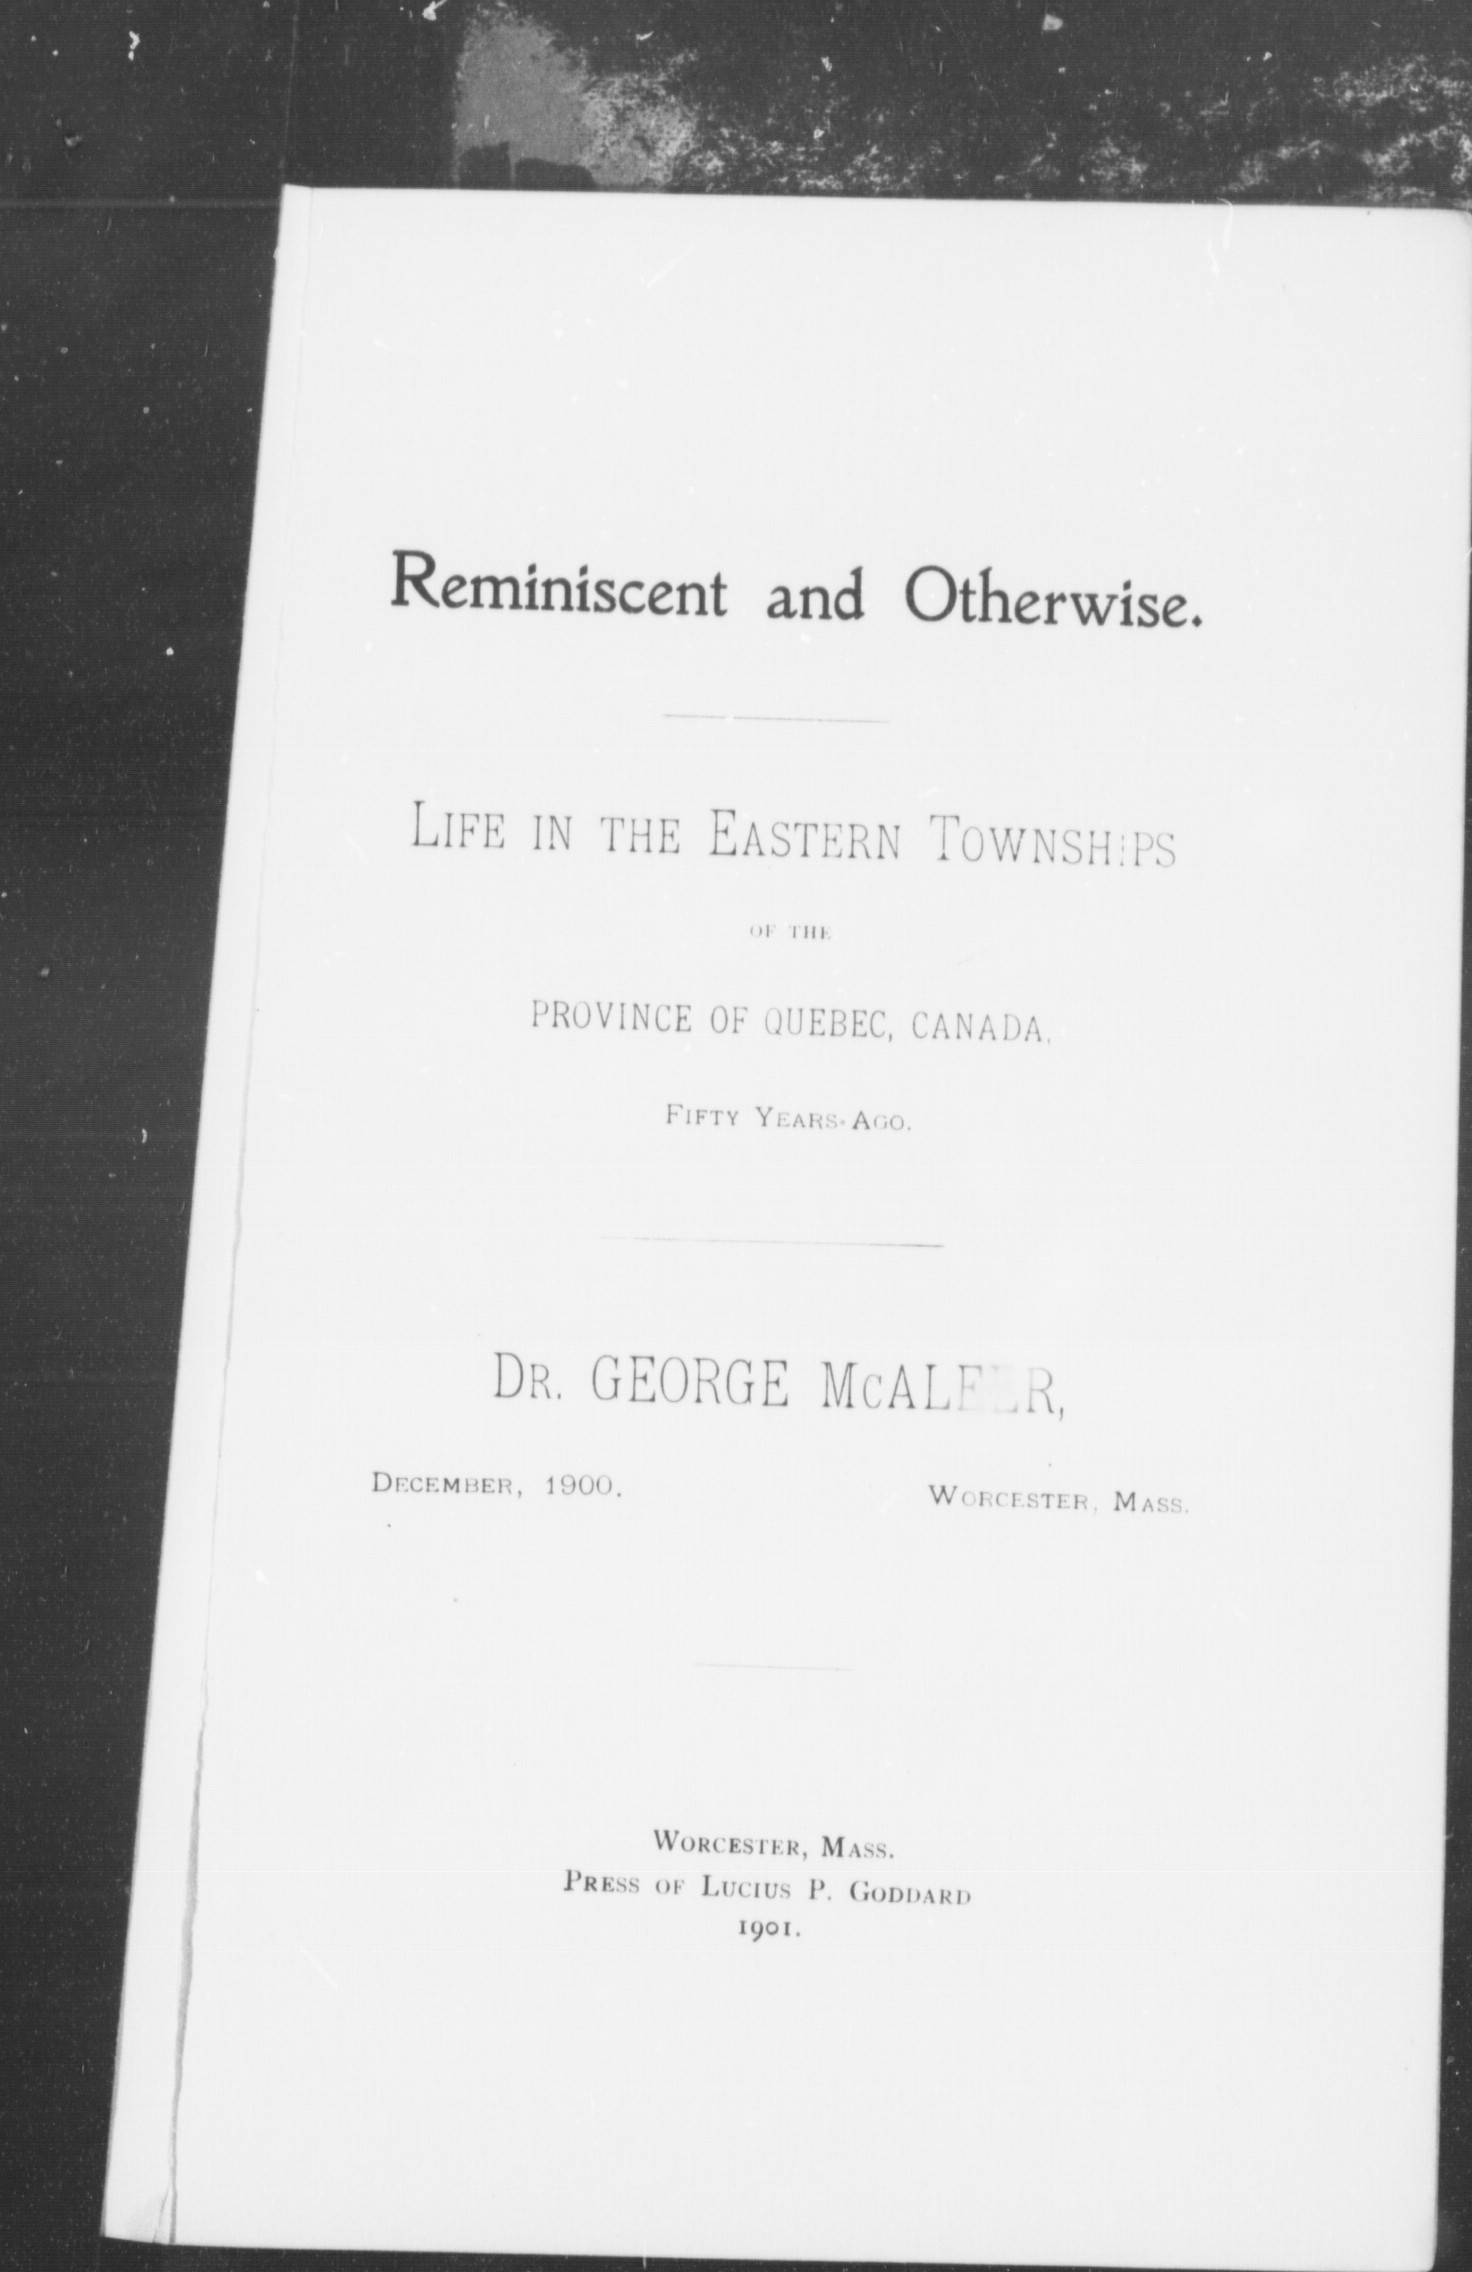 Reminiscent and Otherwise.
LIFE IN THE EASTERN TOWNSHIPS
OF THE
PROVINCE OF QUEBEC, CANADA,
FIFTY YEARS AGO.
DR. GEORGE McALEER,
DECEMBER, 1900. WORCESTER, MASS.
WORCESTER, MASS.
PRESS OF LUCIUS P. GODDARD
1901.